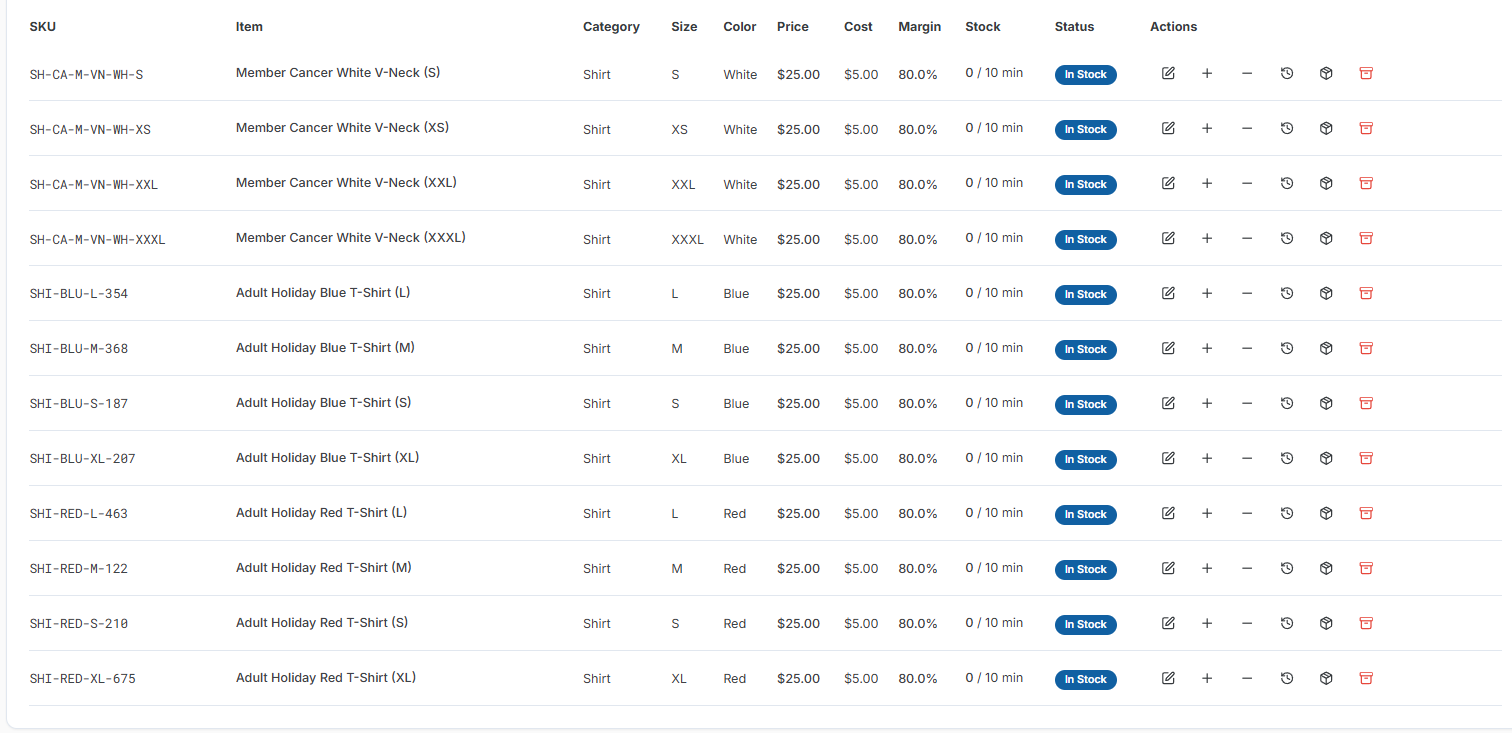 SKU Item Category Size Color Price Cost Margin Stock Status Actions
SH-CA-M-VN-WH-S Member Cancer White V-Neck (S) Shirt S White $25.00 $5.00 80.0% 0 / 10 min In Stock
SH-CA-M-VN-WH-XS Member Cancer White V-Neck (XS) Shirt XS White $25.00 $5.00 80.0% 0 / 10 min In Stock
SH-CA-M-VN-WH-XXL Member Cancer White V-Neck (XXL) Shirt XXL White $25.00 $5.00 80.0% 0 / 10 min In Stock
SH-CA-M-VN-WH-XXXL Member Cancer White V-Neck (XXXL) Shirt XXXL White $25.00 $5.00 80.0% 0 / 10 min In Stock
SHI-BLU-L-354 Adult Holiday Blue T-Shirt (L) Shirt L Blue $25.00 $5.00 80.0% 0 / 10 min In Stock
SHI-BLU-M-368 Adult Holiday Blue T-Shirt (M) Shirt M Blue $25.00 $5.00 80.0% 0 / 10 min In Stock
SHI-BLU-S-187 Adult Holiday Blue T-Shirt (S) Shirt S Blue $25.00 $5.00 80.0% 0 / 10 min In Stock
SHI-BLU-XL-207 Adult Holiday Blue T-Shirt (XL) Shirt XL Blue $25.00 $5.00 80.0% 0 / 10 min In Stock
SHI-RED-L-463 Adult Holiday Red T-Shirt (L) Shirt L Red $25.00 $5.00 80.0% 0 / 10 min In Stock
SHI-RED-M-122 Adult Holiday Red T-Shirt (M) Shirt M Red $25.00 $5.00 80.0% 0 / 10 min In Stock
SHI-RED-S-210 Adult Holiday Red T-Shirt (S) Shirt S Red $25.00 $5.00 80.0% 0 / 10 min In Stock
SHI-RED-XL-675 Adult Holiday Red T-Shirt (XL) Shirt XL Red $25.00 $5.00 80.0% 0 / 10 min In Stock